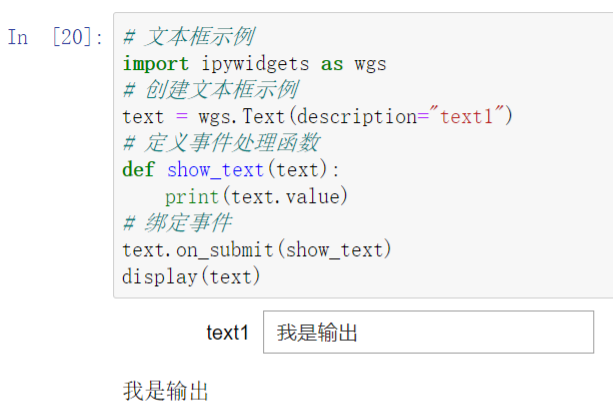 In [20]: # 文本框示例
import ipywidgets as wgs
# 创建文本框示例
text = wgs.Text(description="text1")
# 定义事件处理函数
def show_text(text):
    print(text.value)
# 绑定事件
text.on_submit(show_text)
display(text)
text1 我是输出
我是输出